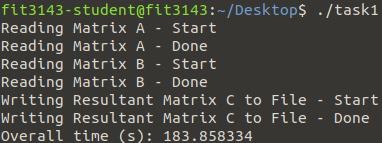 fit3143-student@fit3143:~/Desktop$ ./task1
Reading Matrix A - Start
Reading Matrix A - Done
Reading Matrix B - Start
Reading Matrix B - Done
Writing Resultant Matrix C to File - Start
Writing Resultant Matrix C to File - Done
Overall time (s): 183.858334